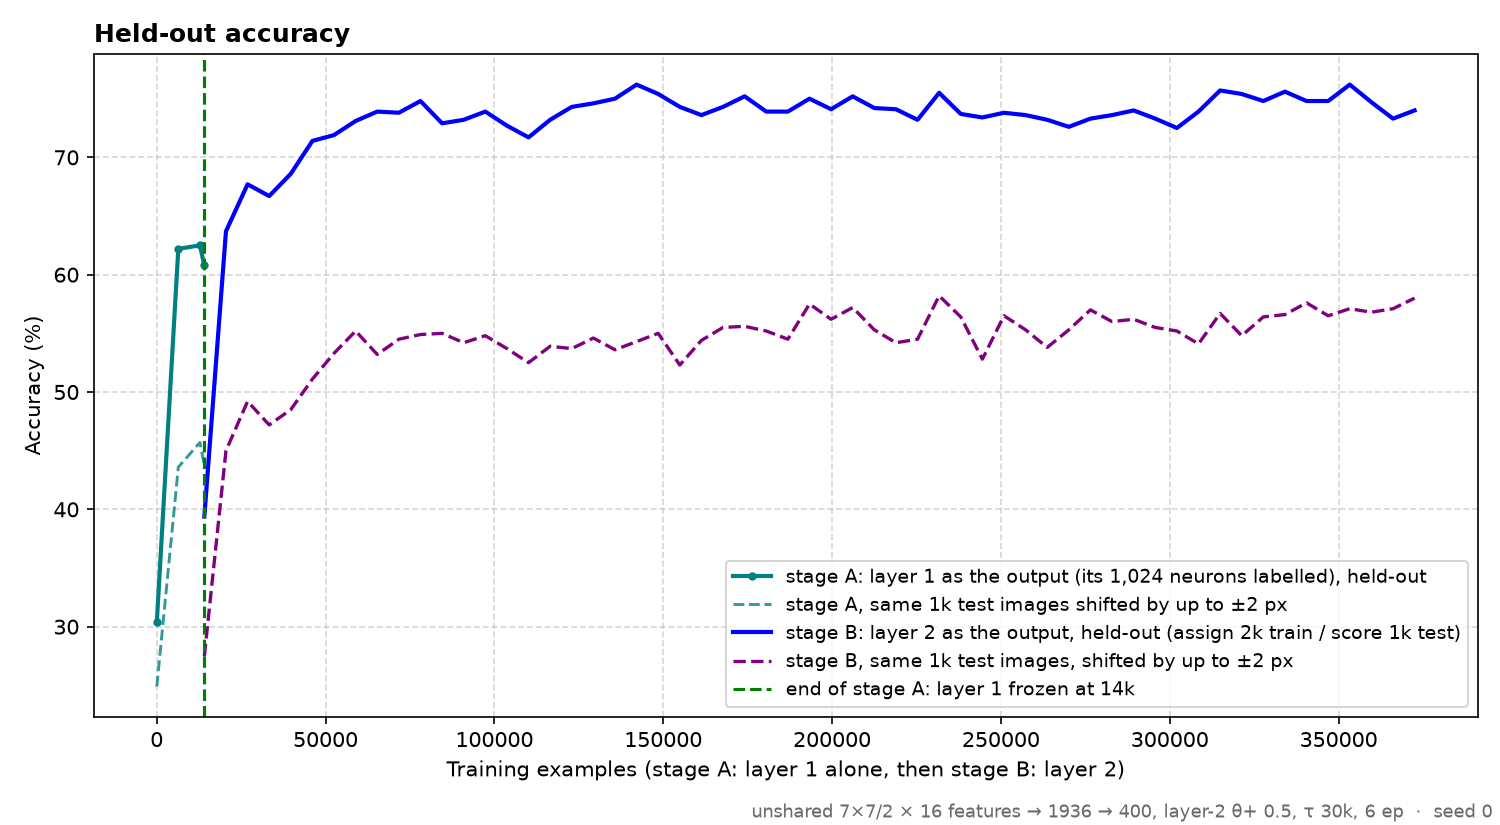 Held-out accuracy
Accuracy (%)
70
60
50
40
30
stage A: layer 1 as the output (its 1,024 neurons labelled), held-out
stage A, same 1k test images shifted by up to ±2 px
stage B: layer 2 as the output, held-out (assign 2k train / score 1k test)
stage B, same 1k test images, shifted by up to ±2 px
end of stage A: layer 1 frozen at 14k
0 50000 100000 150000 200000 250000 300000 350000
Training examples (stage A: layer 1 alone, then stage B: layer 2)
unshared 7×7/2 × 16 features → 1936 → 400, layer-2 θ+ 0.5, τ 30k, 6 ep · seed 0